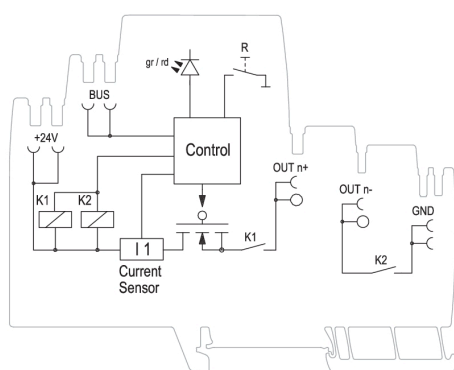 R
gr / rd
BUS
+24V
Control
OUT n+
OUT n-
K1
K2
GND
K1
K2
I 1
Current
Sensor